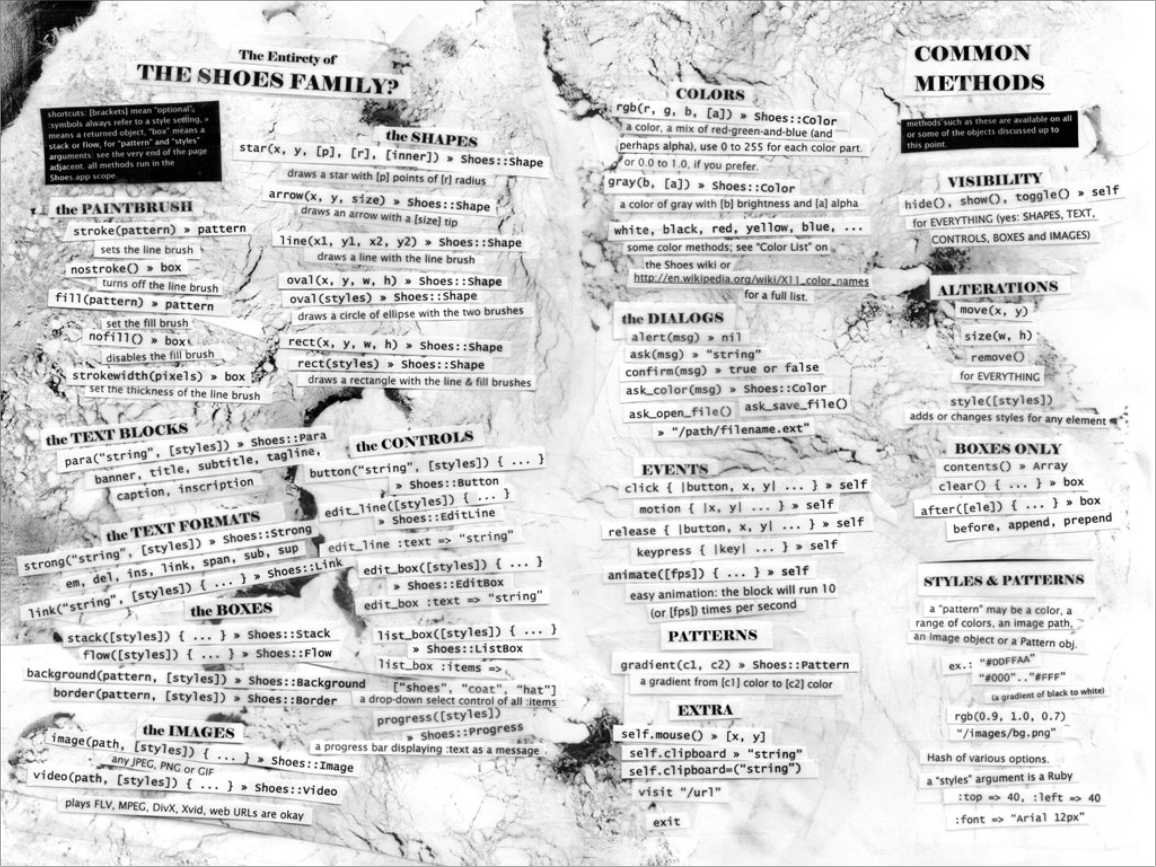 The Entirety of
THE SHOES FAMILY?
shortcuts: [brackets] mean "optional",
:symbols always refer to a style setting, »
means a returned object, "box" means a
stack or flow, for "pattern" and "styles"
arguments: see the very end of the page
adjacent. all methods run in the
Shoes.app scope.
the PAINTBRUSH
stroke(pattern) » pattern
sets the line brush
nostroke() » box
turns off the line brush
fill(pattern) » pattern
set the fill brush
nofill() » box
disables the fill brush
strokewidth(pixels) » box
set the thickness of the line brush
the SHAPES
star(x, y, [p], [r], [inner]) » Shoes::Shape
draws a star with [p] points of [r] radius
arrow(x, y, size) » Shoes::Shape
draws an arrow with a [size] tip
line(x1, y1, x2, y2) » Shoes::Shape
draws a line with the line brush
oval(x, y, w, h) » Shoes::Shape
oval(styles) » Shoes::Shape
draws a circle of ellipse with the two brushes
rect(x, y, w, h) » Shoes::Shape
rect(styles) » Shoes::Shape
draws a rectangle with the line & fill brushes
the TEXT BLOCKS
para("string", [styles]) » Shoes::Para
banner, title, subtitle, tagline,
caption, inscription
the TEXT FORMATS
strong("string", [styles]) » Shoes::Strong
em, del, ins, link, span, sub, sup
link("string", [styles]) { ... } » Shoes::Link
the BOXES
stack([styles]) { ... } » Shoes::Stack
flow([styles]) { ... } » Shoes::Flow
background(pattern, [styles]) » Shoes::Background
border(pattern, [styles]) » Shoes::Border
the IMAGES
image(path, [styles]) { ... } » Shoes::Image
any JPEG, PNG or GIF
video(path, [styles]) { ... } » Shoes::Video
plays FLV, MPEG, DivX, Xvid, web URLs are okay
the CONTROLS
button("string", [styles]) { ... }
» Shoes::Button
edit_line([styles]) { ... }
» Shoes::EditLine
edit_line :text => "string"
edit_box([styles]) { ... }
» Shoes::EditBox
edit_box :text => "string"
list_box([styles]) { ... }
» Shoes::ListBox
list_box :items =>
["shoes", "coat", "hat"]
a drop-down select control of all :items
progress([styles])
» Shoes::Progress
a progress bar displaying :text as a message
COLORS
rgb(r, g, b, [a]) » Shoes::Color
a color, a mix of red-green-and-blue (and
perhaps alpha), use 0 to 255 for each color part.
or 0.0 to 1.0, if you prefer.
gray(b, [a]) » Shoes::Color
a color of gray with [b] brightness and [a] alpha
white, black, red, yellow, blue, ...
some color methods; see "Color List" on
the Shoes wiki or
http://en.wikipedia.org/wiki/X11_color_names
for a full list.
the DIALOGS
alert(msg) » nil
ask(msg) » "string"
confirm(msg) » true or false
ask_color(msg) » Shoes::Color
ask_open_file() ask_save_file()
» "/path/filename.ext"
EVENTS
click { |button, x, y| ... } » self
motion { |x, y| ... } » self
release { |button, x, y| ... } » self
keypress { |key| ... } » self
animate([fps]) { ... } » self
easy animation: the block will run 10
(or [fps]) times per second
PATTERNS
gradient(c1, c2) » Shoes::Pattern
a gradient from [c1] color to [c2] color
EXTRA
self.mouse() » [x, y]
self.clipboard » "string"
self.clipboard=("string")
visit "/url"
exit
COMMON
METHODS
methods such as these are available on all
or some of the objects discussed up to
this point.
VISIBILITY
hide(), show(), toggle() » self
for EVERYTHING (yes: SHAPES, TEXT,
CONTROLS, BOXES and IMAGES)
ALTERATIONS
move(x, y)
size(w, h)
remove()
for EVERYTHING
style([styles])
adds or changes styles for any element
BOXES ONLY
contents() » Array
clear() { ... } » box
after([ele]) { ... } » box
before, append, prepend
STYLES & PATTERNS
a "pattern" may be a color, a
range of colors, an image path,
an Image object or a Pattern obj.
ex.: "#DDFFAA"
"#000".."#FFF"
(a gradient of black to white)
rgb(0.9, 1.0, 0.7)
"/images/bg.png"
Hash of various options.
a "styles" argument is a Ruby
:top => 40, :left => 40
:font => "Arial 12px"